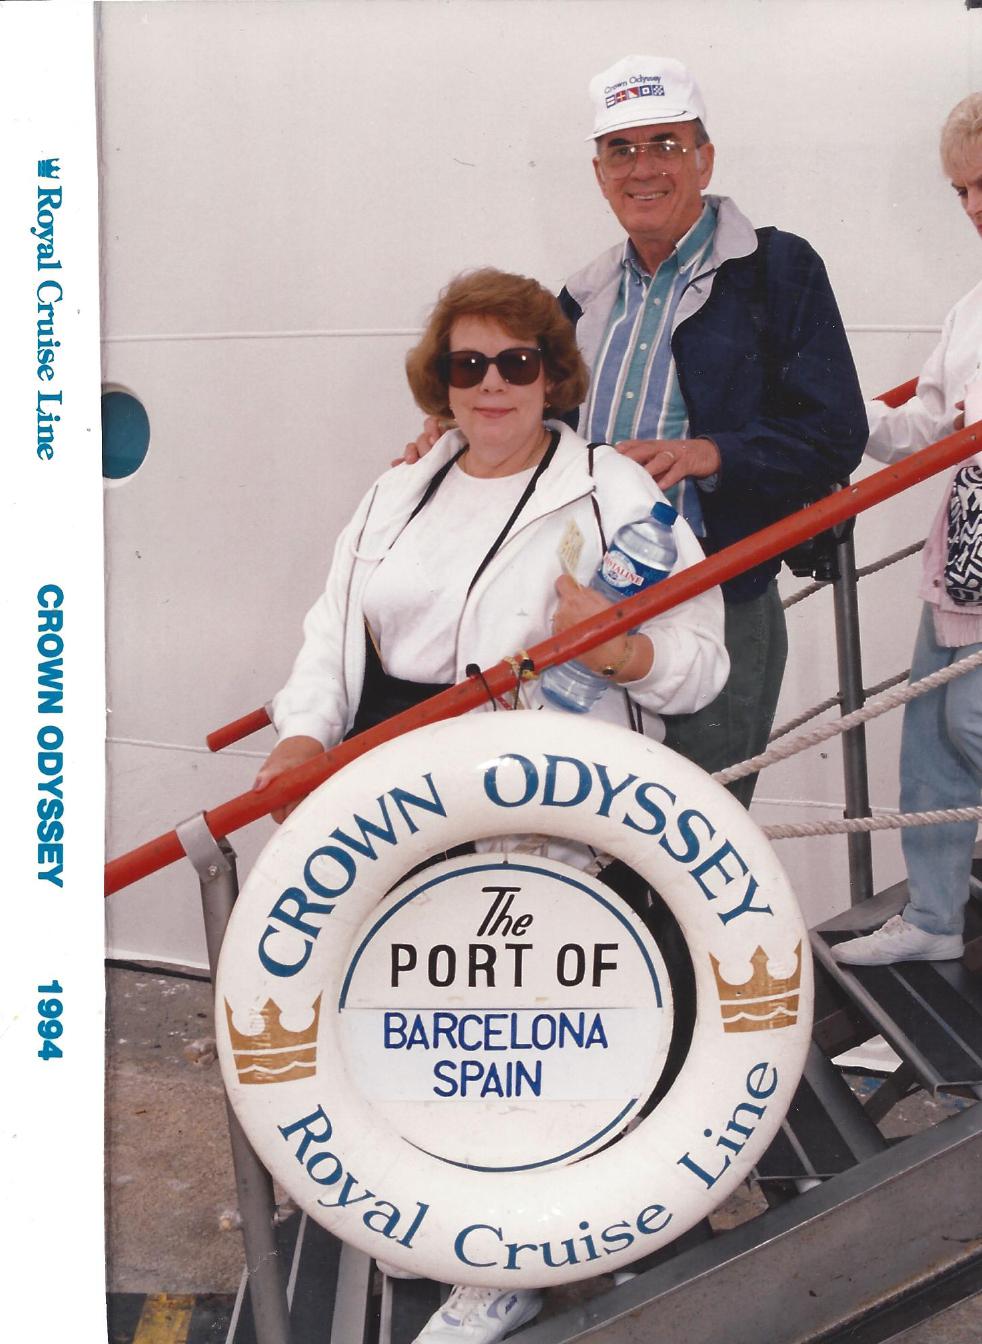 Royal Cruise Line
CROWN ODYSSEY
1994
Crown Odyssey
CROWN ODYSSEY
The
PORT OF
BARCELONA
SPAIN
Royal Cruise Line